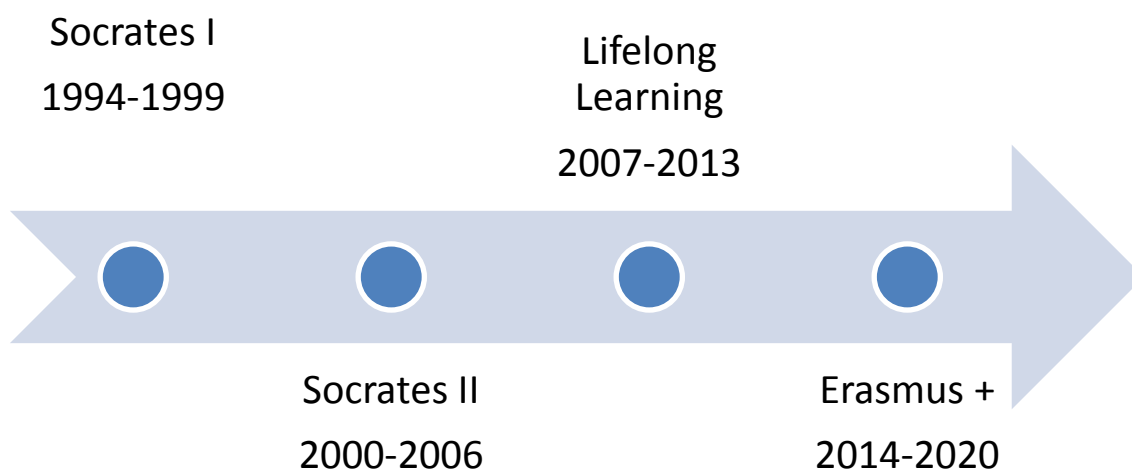 Socrates I
1994-1999
Socrates II
2000-2006
Lifelong
Learning
2007-2013
Erasmus +
2014-2020